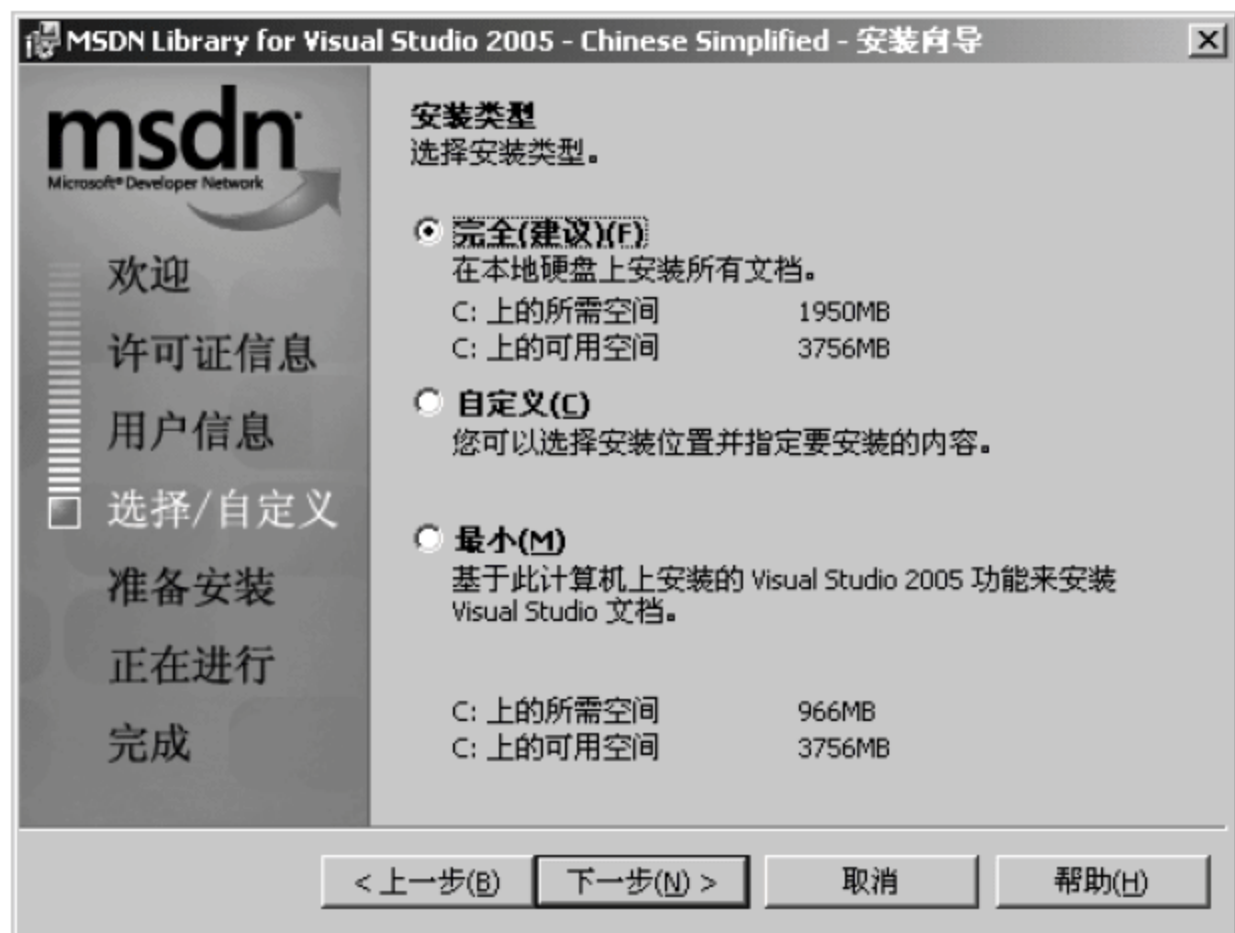 MSDN Library for Visual Studio 2005 - Chinese Simplified - 安装向导
msdn
Microsoft® Developer Network
欢迎
许可证信息
用户信息
选择/自定义
准备安装
正在进行
完成
安装类型
选择安装类型。
完全(建议)(F)
在本地硬盘上安装所有文档。
C: 上的所需空间 1950MB
C: 上的可用空间 3756MB
自定义(C)
您可以选择安装位置并指定要安装的内容。
最小(M)
基于此计算机上安装的 Visual Studio 2005 功能来安装
Visual Studio 文档。
C: 上的所需空间 966MB
C: 上的可用空间 3756MB
< 上一步(B) 下一步(N) > 取消 帮助(H)